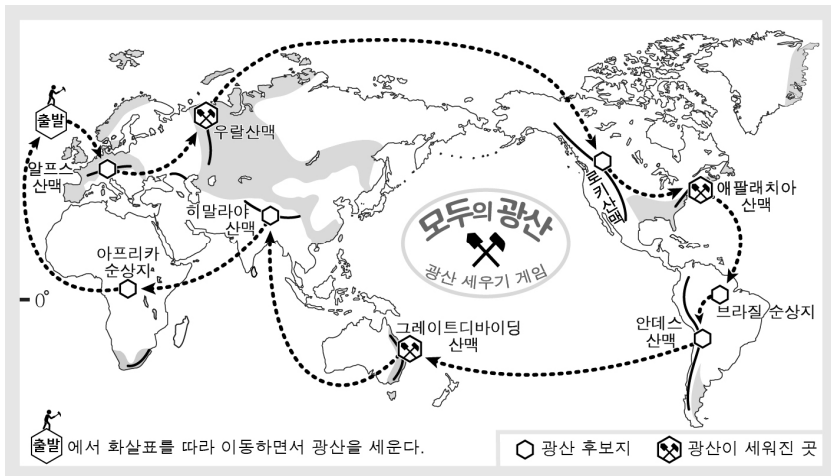 출발
우랄산맥
알프스
산맥
히말라야
산맥
아프리카
순상지
0°
모두의 광산
광산 세우기 게임
로키 산맥
애팔래치아
산맥
브라질 순상지
안데스
산맥
그레이트디바이딩
산맥
출발 에서 화살표를 따라 이동하면서 광산을 세운다.
광산 후보지 광산이 세워진 곳